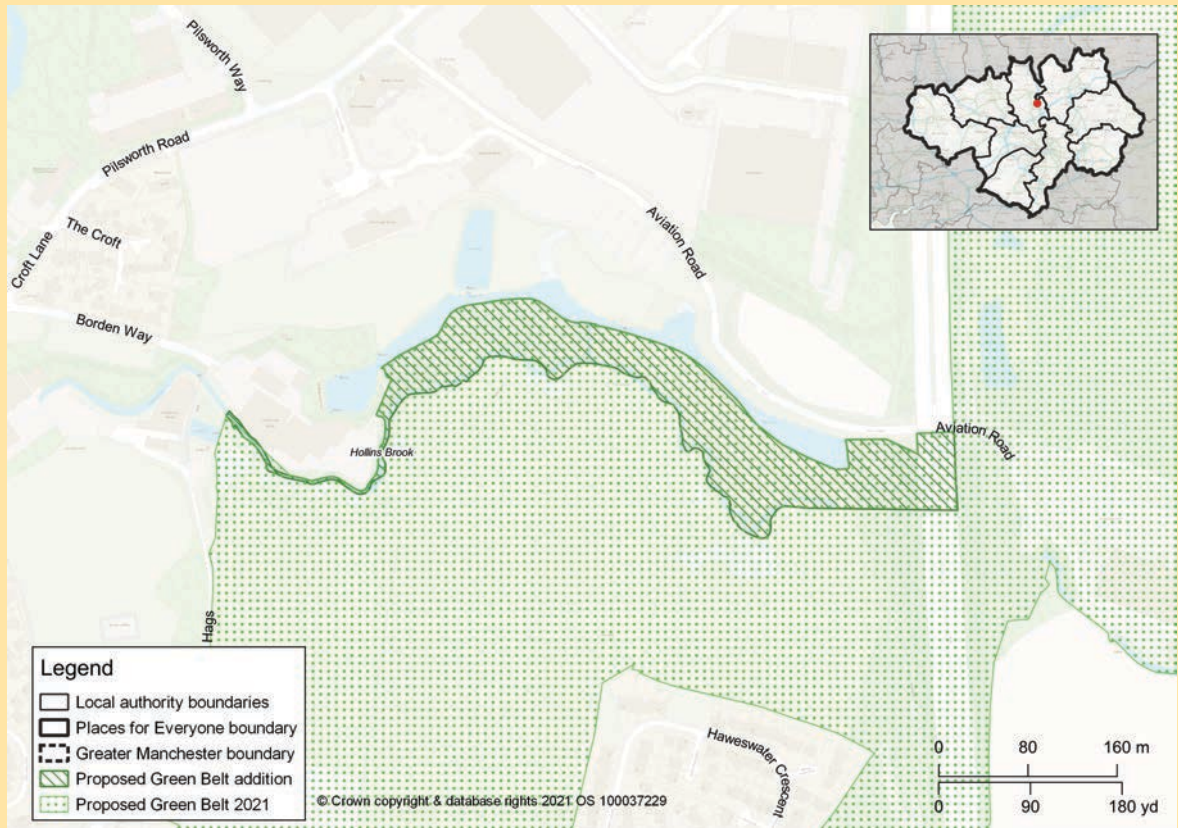 Pilsworth Way
Pilsworth Road
The Croft
Croft Lane
Aviation Road
Borden Way
Aviation Road
Hollins Brook
Hags
Haweswater Crescent
Legend
Local authority boundaries
Places for Everyone boundary
Greater Manchester boundary
Proposed Green Belt addition
Proposed Green Belt 2021
© Crown copyright & database rights 2021 OS 100037229
0 80 160 m
0 90 180 yd